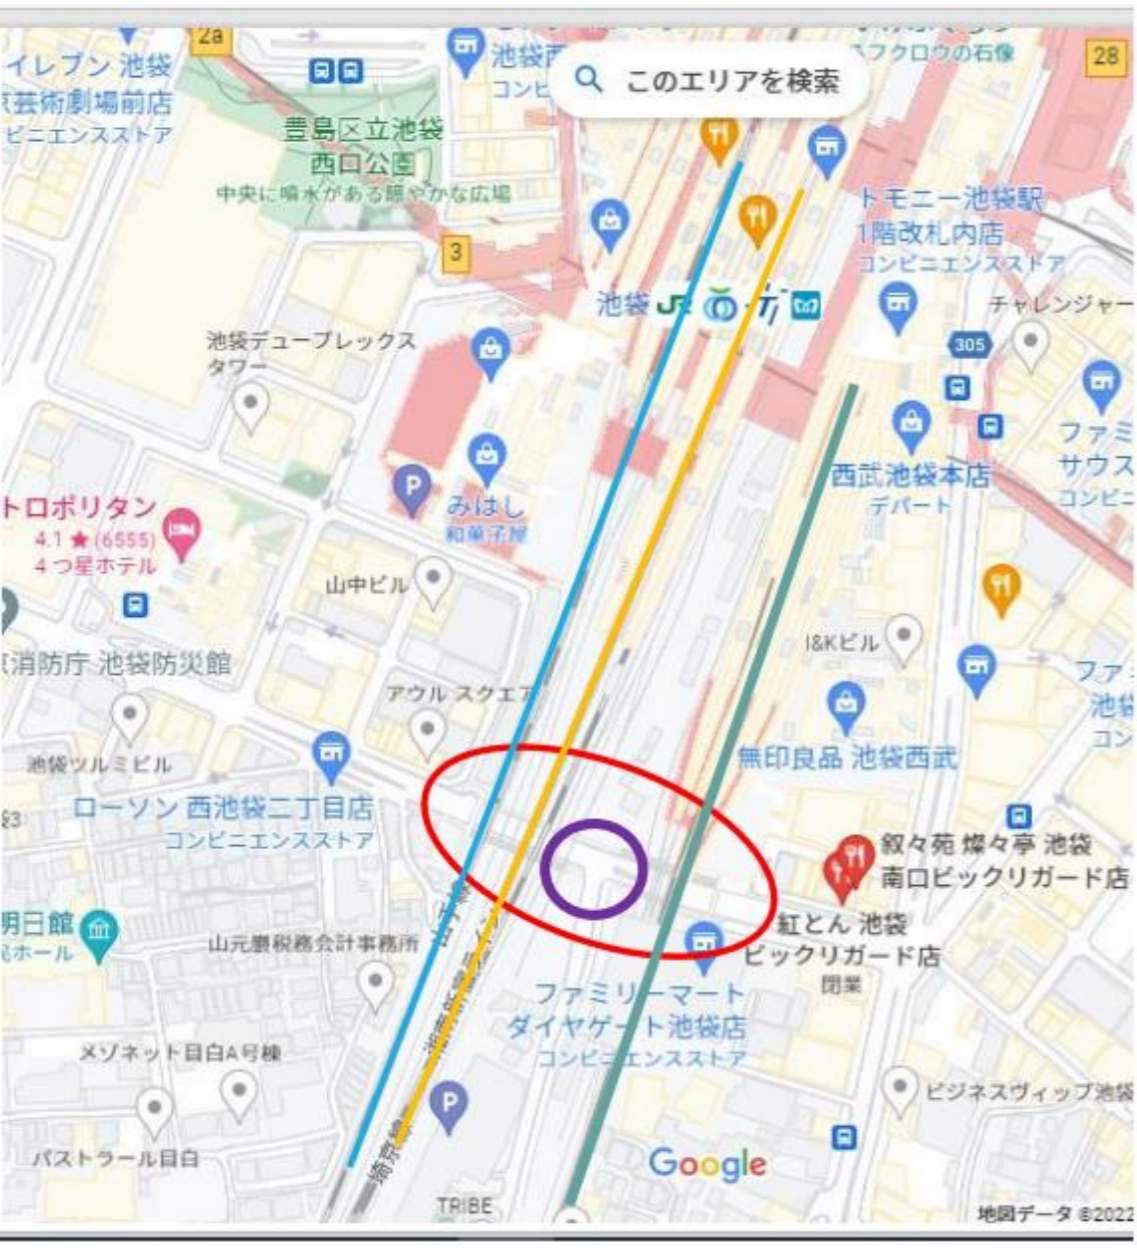 2a
28
イレブン 池袋
芸術劇場前店
ビニエンスストア
このエリアを検索
フクロウの石像
豊島区立池袋
西口公園
中央に噴水がある賑やかな広場
トモニー池袋駅
1階改札内店
コンビニエンスストア
3
池袋
JR
チャレンジャー
305
池袋デュープレックス
タワー
西武池袋本店
デパート
ファミ
サウス
コンビニ
P
みはし
和菓子屋
トロポリタン
4.1 ★ (6555)
4 つ星ホテル
山中ビル
I&Kビル
消防庁 池袋防災館
アウル スクエア
無印良品 池袋西武
池袋ツルミビル
ローソン 西池袋二丁目店
コンビニエンスストア
叙々苑 燦々亭 池袋
南口ビックリガード店
紅とん 池袋
ビックリガード店
閉業
明日館
ホール
山元巌税務会計事務所
ファミリーマート
ダイヤゲート池袋店
コンビニエンスストア
メゾネット目白A号棟
P
ビジネスヴィップ池袋
パストラール目白
埼京線
Google
TRIBE
地図データ ©2022